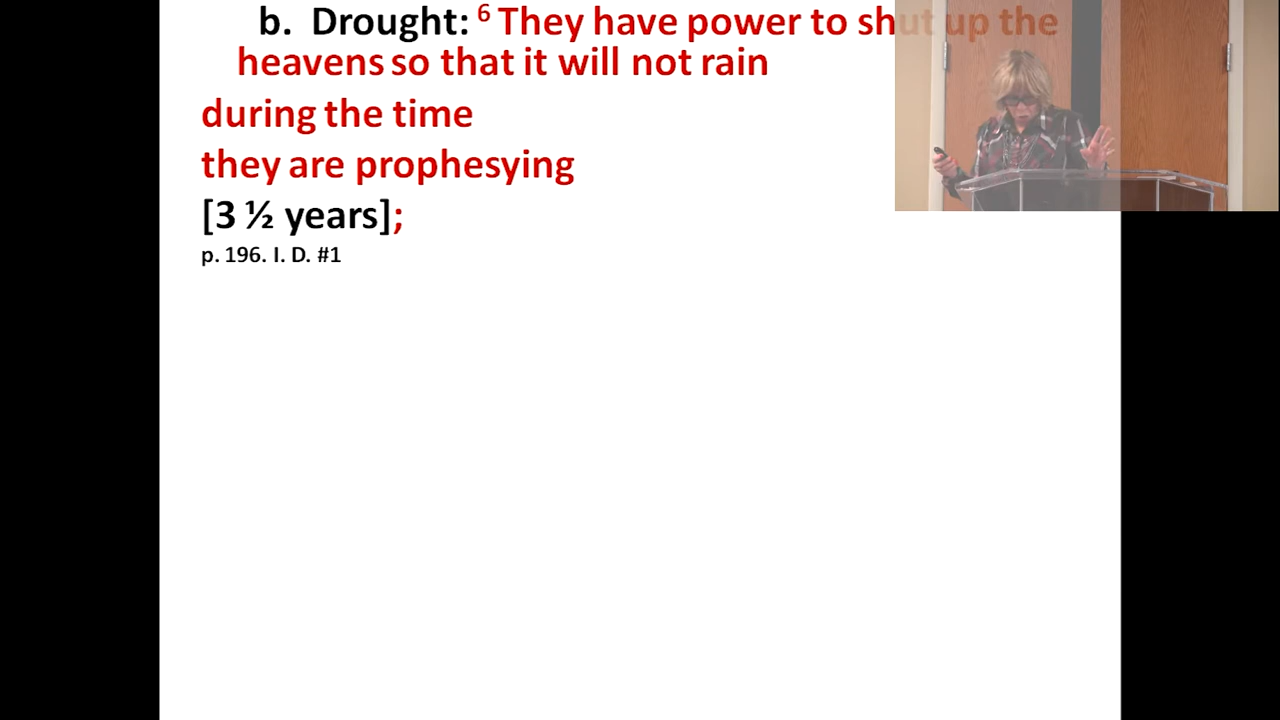 b. Drought: ⁶ They have power to shut up the
heavens so that it will not rain
during the time
they are prophesying
[3 ½ years];
p. 196. I. D. #1